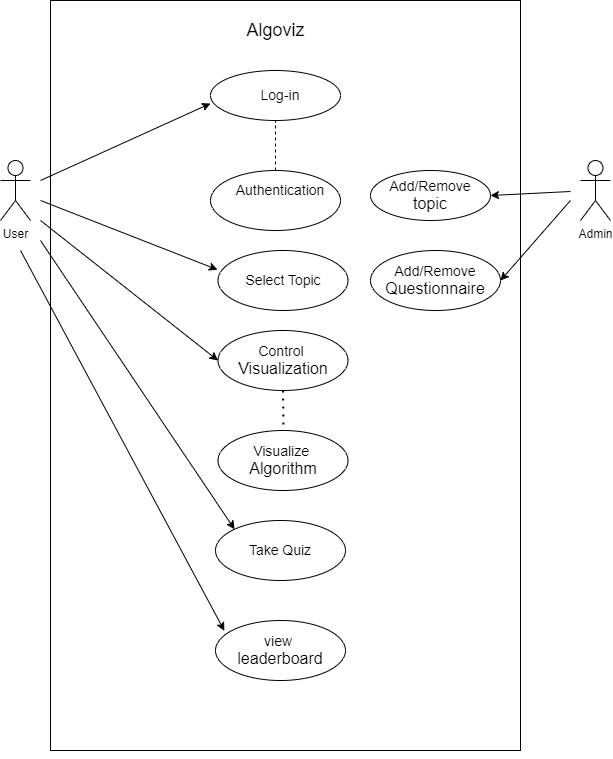 Algoviz
Log-in
Authentication
Add/Remove
topic
User
Admin
Select Topic
Add/Remove
Questionnaire
Control
Visualization
Visualize
Algorithm
Take Quiz
view
leaderboard